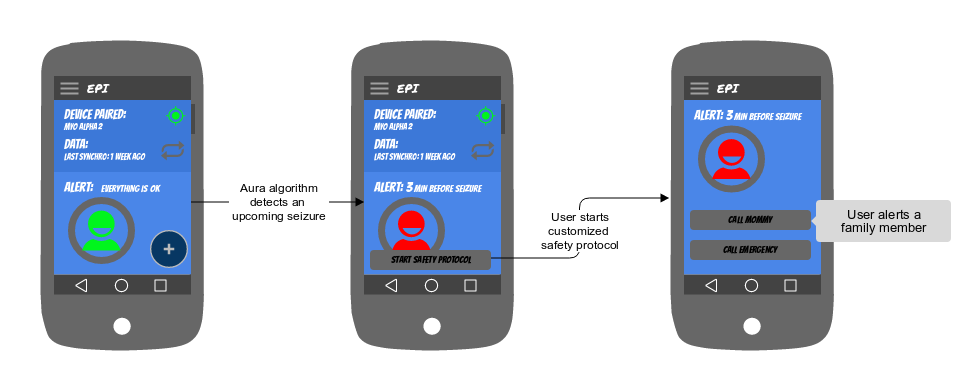 EPI
DEVICE PAIRED:
MYO ALPHA 2
DATA:
LAST SYNCHRO: 1 WEEK AGO
ALERT: EVERYTHING IS OK
+
Aura algorithm
detects an
upcoming seizure
EPI
DEVICE PAIRED:
MYO ALPHA 2
DATA:
LAST SYNCHRO: 1 WEEK AGO
ALERT: 3 MIN BEFORE SEIZURE
START SAFETY PROTOCOL
User starts
customized
safety protocol
EPI
ALERT: 3 MIN BEFORE SEIZURE
CALL MOMMY
CALL EMERGENCY
User alerts a
family member